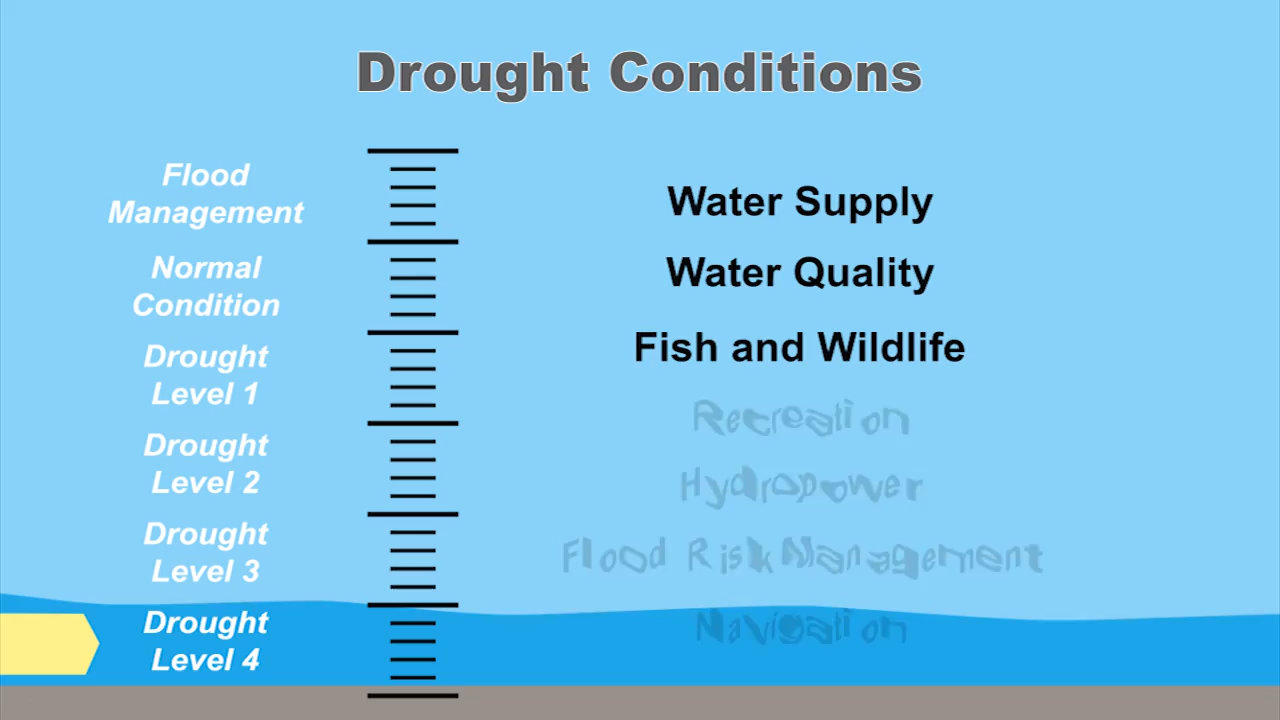 Drought Conditions
Flood
Management
Normal
Condition
Drought
Level 1
Drought
Level 2
Drought
Level 3
Drought
Level 4
Water Supply
Water Quality
Fish and Wildlife
Recreation
Hydropower
Flood Risk Management
Navigation